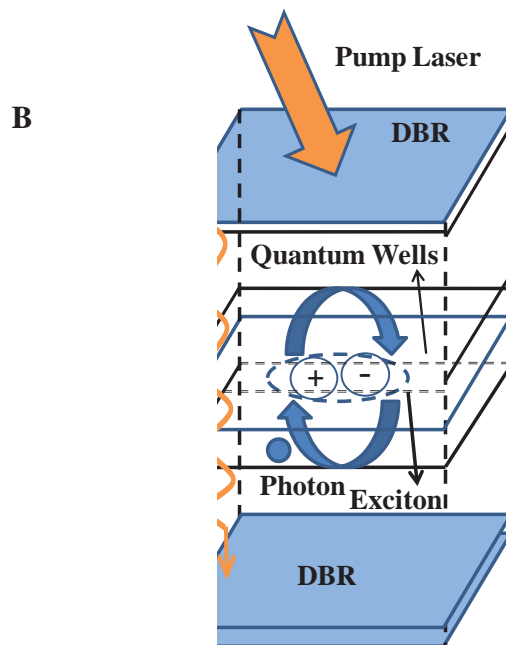 Pump Laser
B
DBR
Quantum Wells
+ -
Photon
Exciton
DBR